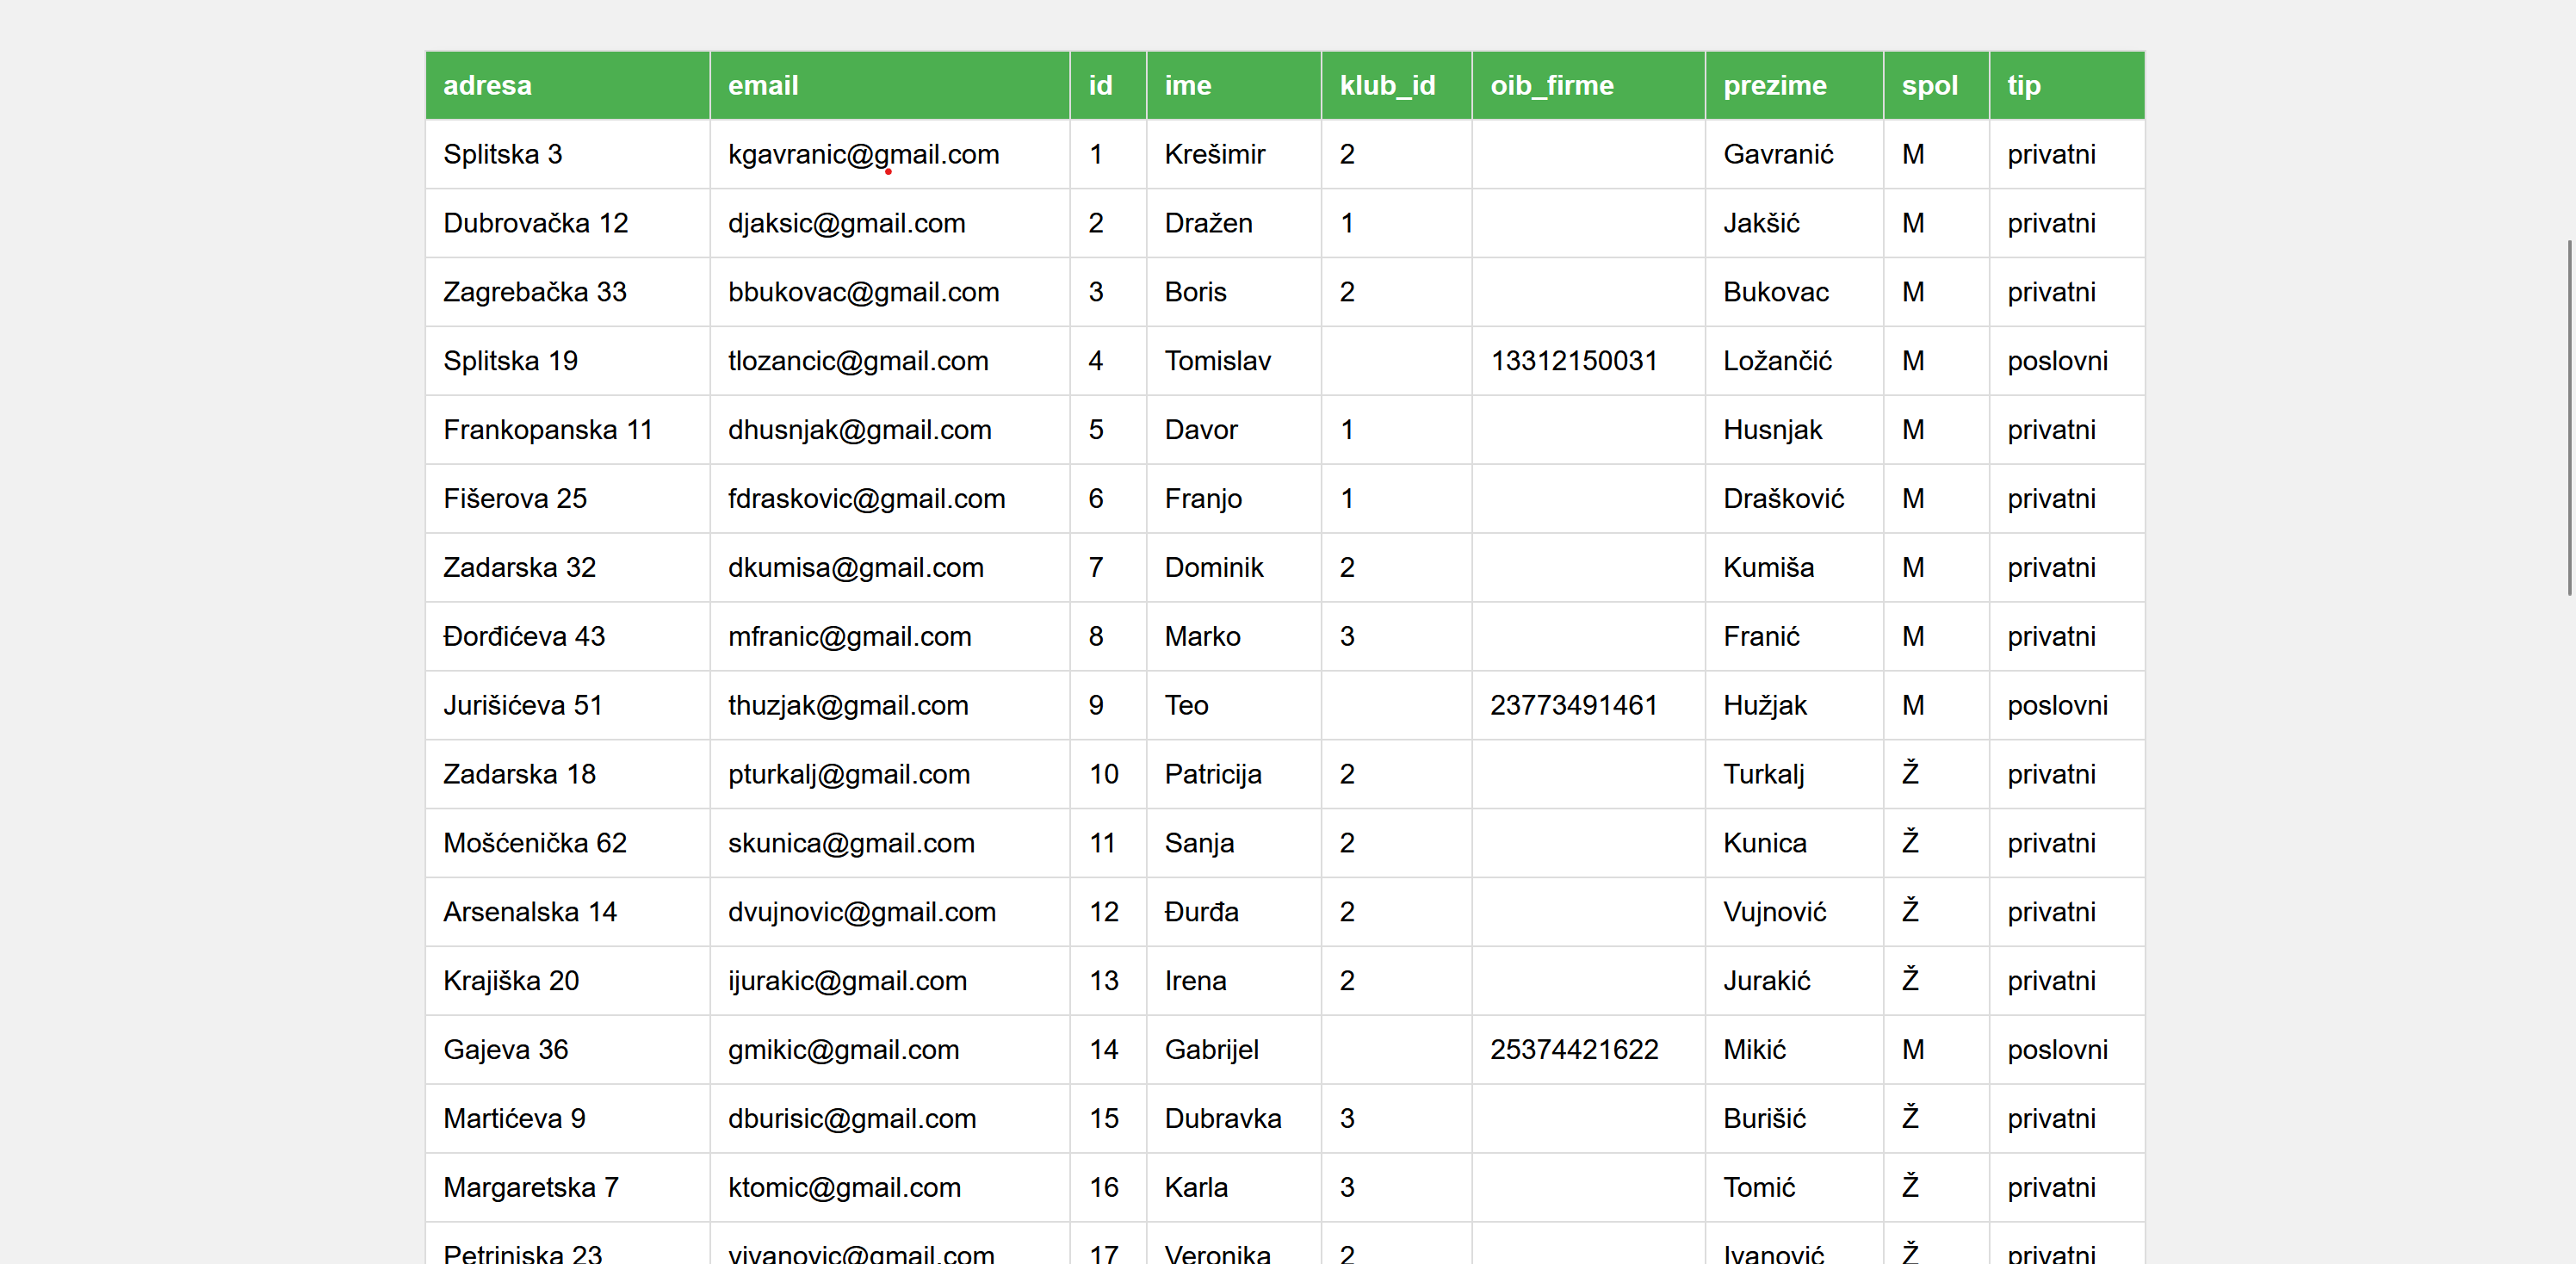 adresa email id ime klub_id oib_firme prezime spol tip
Splitska 3 kgavranic@gmail.com 1 Krešimir 2 Gavranić M privatni
Dubrovačka 12 djaksic@gmail.com 2 Dražen 1 Jakšić M privatni
Zagrebačka 33 bbukovac@gmail.com 3 Boris 2 Bukovac M privatni
Splitska 19 tlozancic@gmail.com 4 Tomislav 13312150031 Ložančić M poslovni
Frankopanska 11 dhusnjak@gmail.com 5 Davor 1 Husnjak M privatni
Fišerova 25 fdraskovic@gmail.com 6 Franjo 1 Drašković M privatni
Zadarska 32 dkumisa@gmail.com 7 Dominik 2 Kumiša M privatni
Đorđićeva 43 mfranic@gmail.com 8 Marko 3 Franić M privatni
Jurišićeva 51 thuzjak@gmail.com 9 Teo 23773491461 Hužjak M poslovni
Zadarska 18 pturkalj@gmail.com 10 Patricija 2 Turkalj Ž privatni
Mošćenička 62 skunica@gmail.com 11 Sanja 2 Kunica Ž privatni
Arsenalska 14 dvujnovic@gmail.com 12 Đurđa 2 Vujnović Ž privatni
Krajiška 20 ijurakic@gmail.com 13 Irena 2 Jurakić Ž privatni
Gajeva 36 gmikic@gmail.com 14 Gabrijel 25374421622 Mikić M poslovni
Martićeva 9 dburisic@gmail.com 15 Dubravka 3 Burišić Ž privatni
Margaretska 7 ktomic@gmail.com 16 Karla 3 Tomić Ž privatni
Petrinjska 23 vivanovic@gmail.com 17 Veronika 2 Ivanović Ž privatni